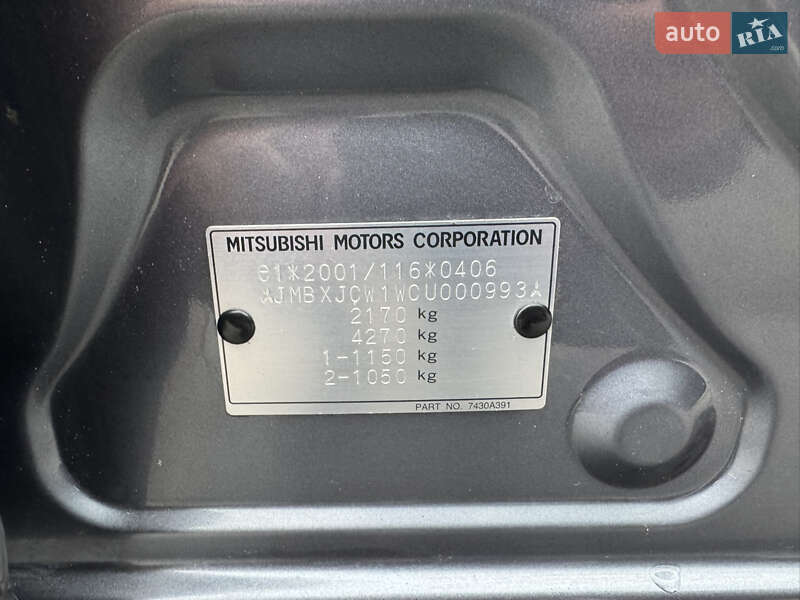 auto RIA.com
MITSUBISHI MOTORS CORPORATION
e1*2001/116*0406
JMBXJCW1WCU000993
2170 kg
4270 kg
1-1150 kg
2-1050 kg
PART NO. 7430A391